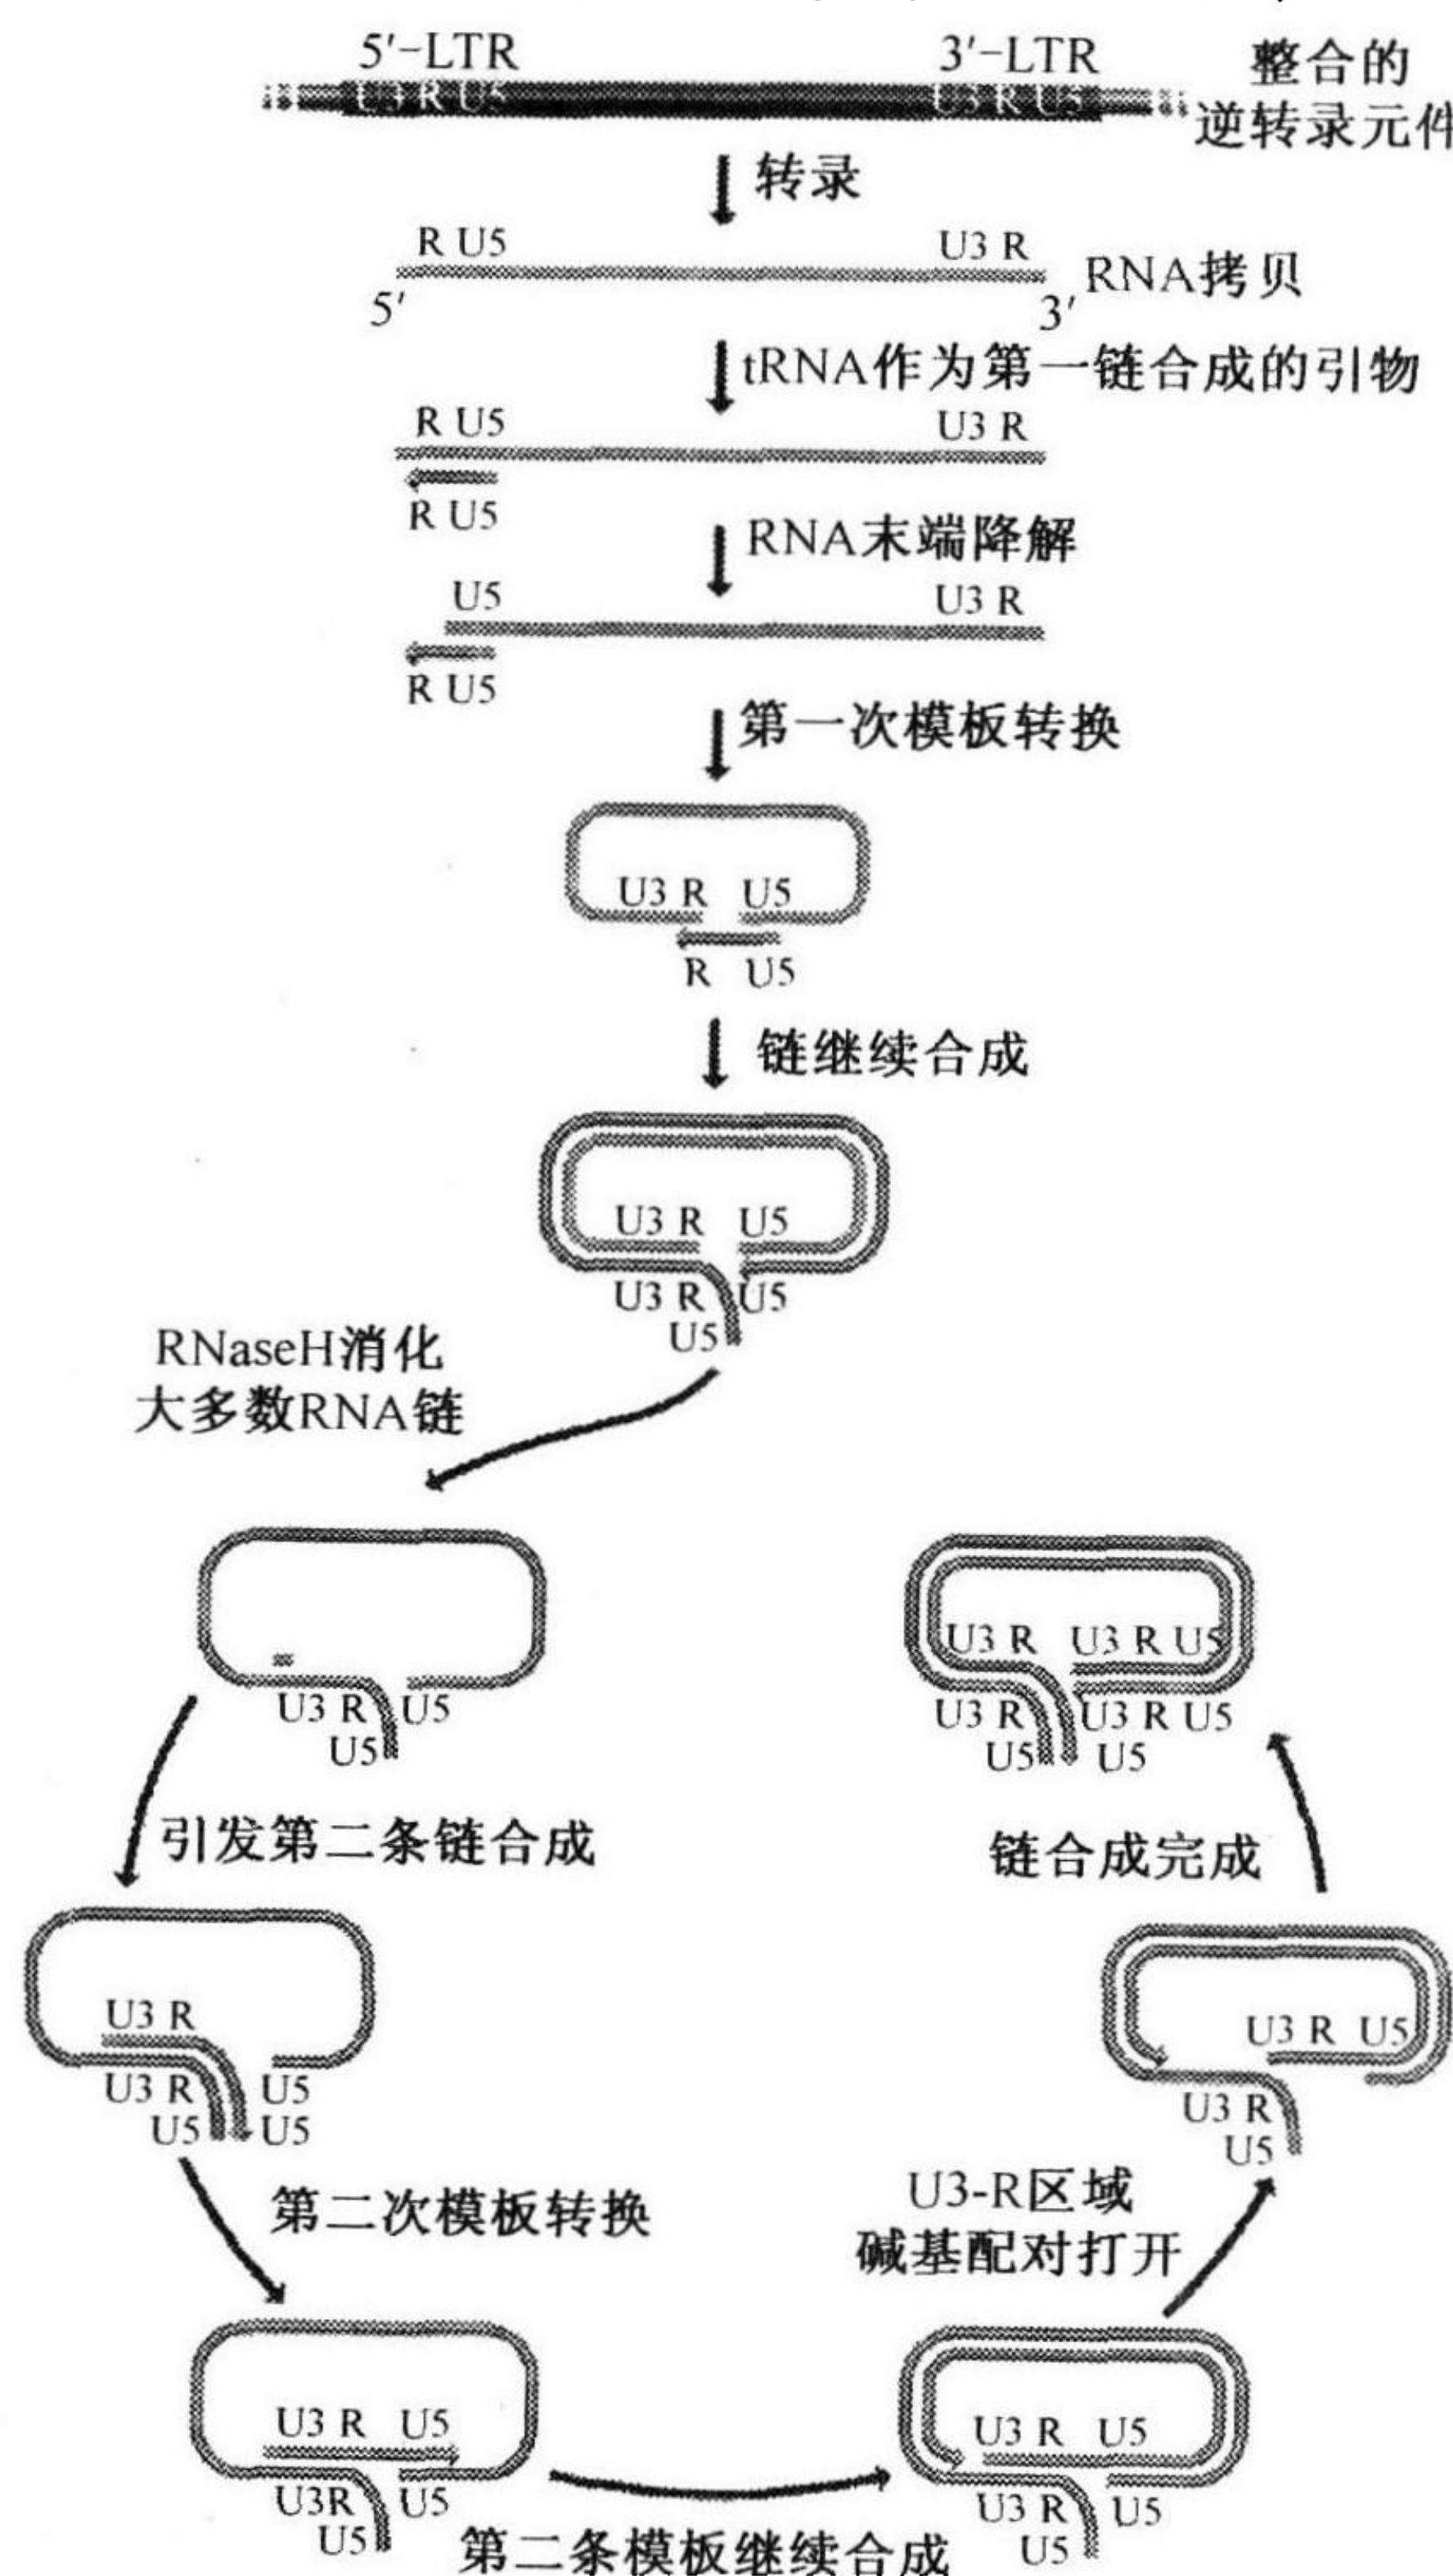 5′-LTR 3′-LTR 整合的
U3 R U5 U3 R U5 逆转录元件
转录
R U5 U3 R
5′ 3′ RNA拷贝
tRNA作为第一链合成的引物
R U5 U3 R
R U5
RNA末端降解
U5 U3 R
R U5
第一次模板转换
U3 R U5
R U5
链继续合成
U3 R U5
U3 R U5
U5
RNaseH消化
大多数RNA链
U3 R U5
U5
引发第二条链合成
U3 R
U3 R U5
U5 U5
第二次模板转换
U3 R U5
U3R U5
U5
第二条模板继续合成
U3 R U5
U3 R U5
U5
U3-R区域
碱基配对打开
U3 R U5
U3 R
U5
链合成完成
U3 R U3 R U5
U3 R U3 R U5
U5 U5